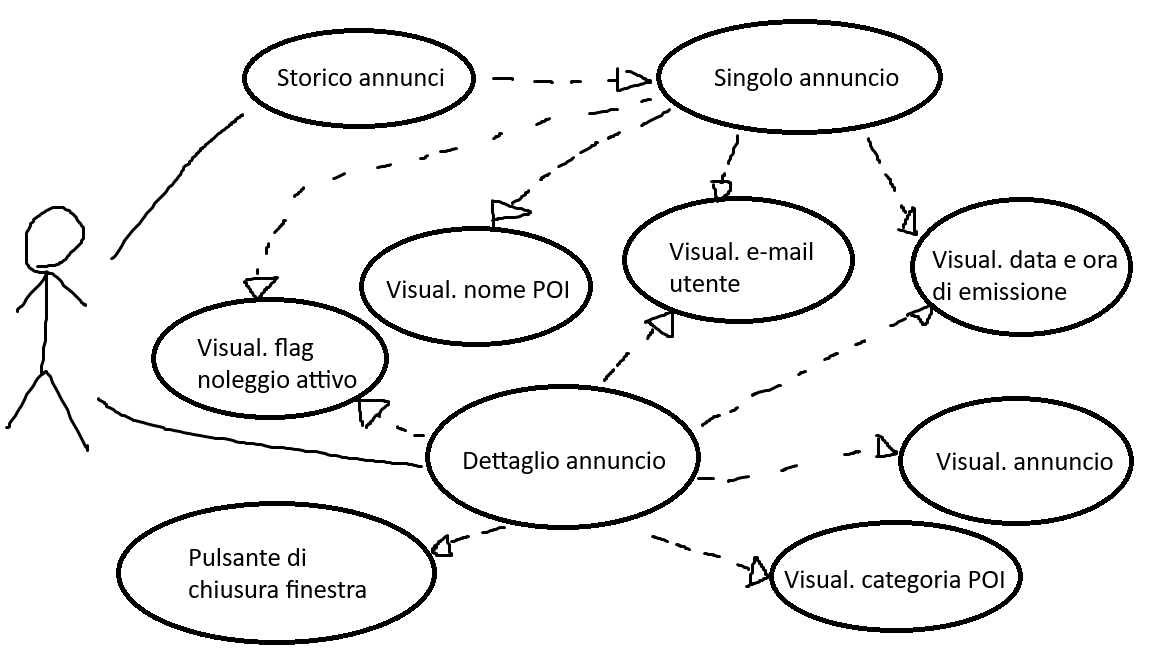 Storico annunci
Singolo annuncio
Visual. e-mail
utente
Visual. data e ora
di emissione
Visual. nome POI
Visual. flag
noleggio attivo
Dettaglio annuncio
Visual. annuncio
Pulsante di
chiusura finestra
Visual. categoria POI